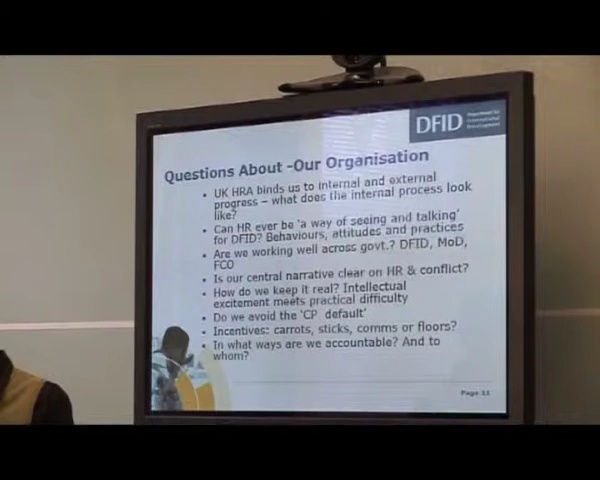 DFID Department for International Development
Questions About -Our Organisation
• UK HRA binds us to internal and external
progress – what does the internal process look
like?
• Can HR ever be 'a way of seeing and talking'
for DFID? Behaviours, attitudes and practices
• Are we working well across govt.? DFID, MoD,
FCO
• Is our central narrative clear on HR & conflict?
• How do we keep it real? Intellectual
excitement meets practical difficulty
• Do we avoid the 'CP default'
• Incentives: carrots, sticks, comms or floors?
• In what ways are we accountable? And to
whom?
Page